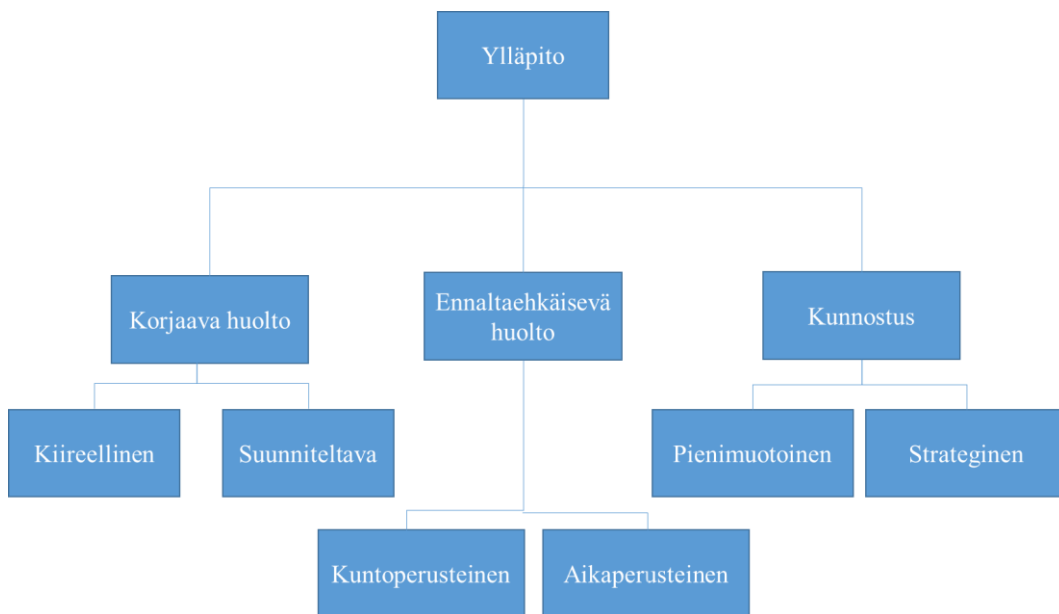 Ylläpito
Korjaava huolto
Ennaltaehkäisevä
huolto
Kunnostus
Kiireellinen
Suunniteltava
Pienimuotoinen
Strateginen
Kuntoperusteinen
Aikaperusteinen